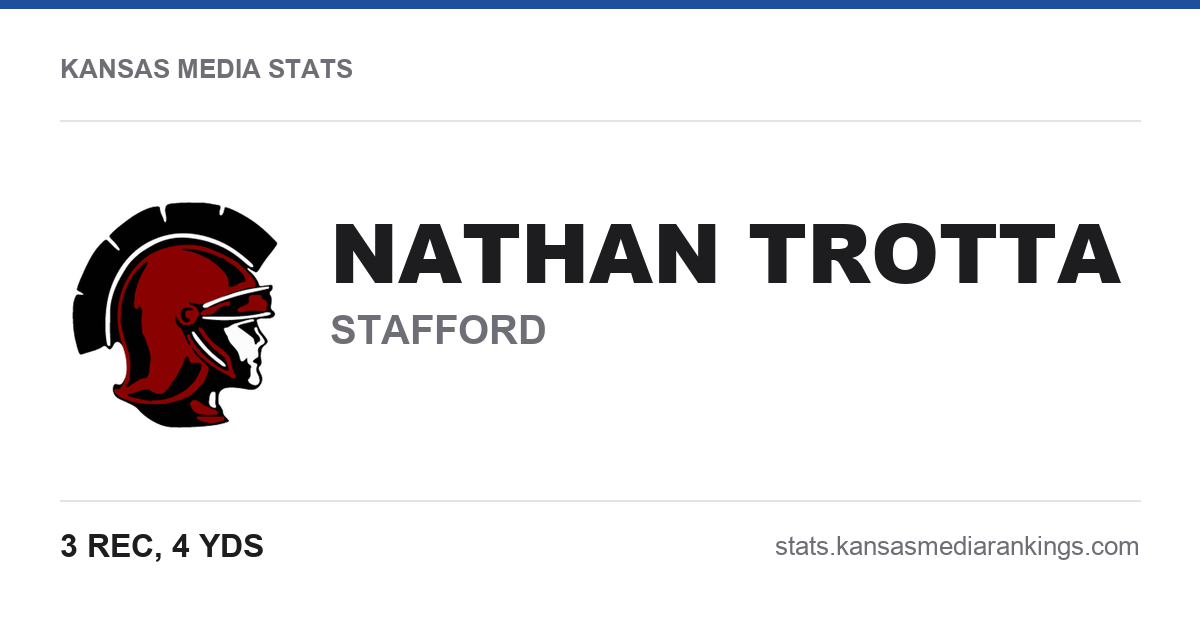 KANSAS MEDIA STATS
NATHAN TROTTA
STAFFORD
3 REC, 4 YDS
stats.kansasmediarankings.com